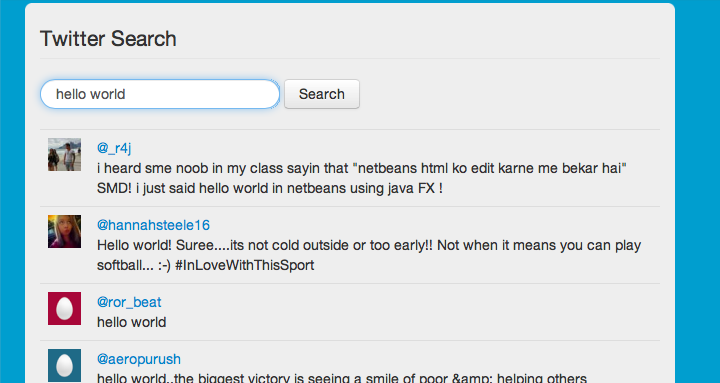 Twitter Search
hello world
Search
@_r4j
i heard sme noob in my class sayin that "netbeans html ko edit karne me bekar hai"
SMD! i just said hello world in netbeans using java FX !
@hannahsteele16
Hello world! Suree....its not cold outside or too early!! Not when it means you can play
softball... :-) #InLoveWithThisSport
@ror_beat
hello world
@aeropurush
hello world..the biggest victory is seeing a smile of poor &amp; helping others